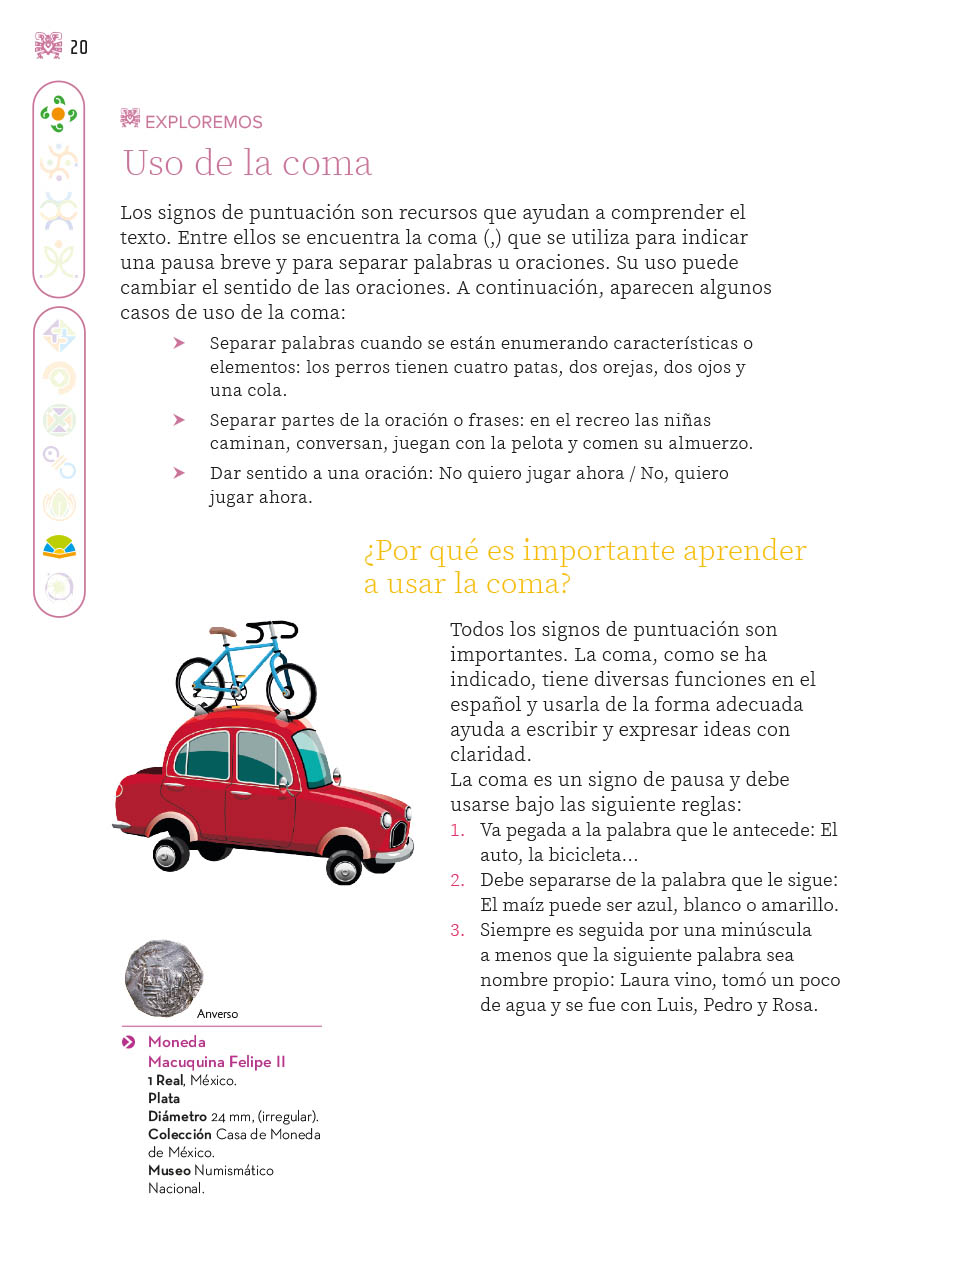 20
EXPLOREMOS
Uso de la coma
Los signos de puntuación son recursos que ayudan a comprender el
texto. Entre ellos se encuentra la coma (,) que se utiliza para indicar
una pausa breve y para separar palabras u oraciones. Su uso puede
cambiar el sentido de las oraciones. A continuación, aparecen algunos
casos de uso de la coma:
➤ Separar palabras cuando se están enumerando características o
elementos: los perros tienen cuatro patas, dos orejas, dos ojos y
una cola.
➤ Separar partes de la oración o frases: en el recreo las niñas
caminan, conversan, juegan con la pelota y comen su almuerzo.
➤ Dar sentido a una oración: No quiero jugar ahora / No, quiero
jugar ahora.
¿Por qué es importante aprender
a usar la coma?
Todos los signos de puntuación son
importantes. La coma, como se ha
indicado, tiene diversas funciones en el
español y usarla de la forma adecuada
ayuda a escribir y expresar ideas con
claridad.
La coma es un signo de pausa y debe
usarse bajo las siguiente reglas:
1. Va pegada a la palabra que le antecede: El
auto, la bicicleta...
2. Debe separarse de la palabra que le sigue:
El maíz puede ser azul, blanco o amarillo.
3. Siempre es seguida por una minúscula
a menos que la siguiente palabra sea
nombre propio: Laura vino, tomó un poco
de agua y se fue con Luis, Pedro y Rosa.
Anverso
Moneda
Macuquina Felipe II
1 Real, México.
Plata
Diámetro 24 mm, (irregular).
Colección Casa de Moneda
de México.
Museo Numismático
Nacional.